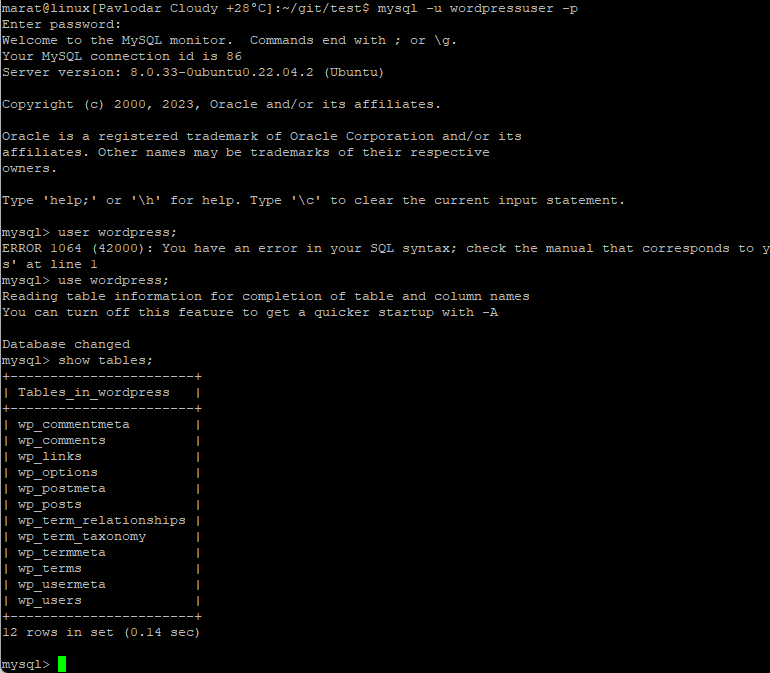 marat@linux[Pavlodar Cloudy +28°C]:~/git/test$ mysql -u wordpressuser -p
Enter password:
Welcome to the MySQL monitor.  Commands end with ; or \g.
Your MySQL connection id is 86
Server version: 8.0.33-0ubuntu0.22.04.2 (Ubuntu)

Copyright (c) 2000, 2023, Oracle and/or its affiliates.

Oracle is a registered trademark of Oracle Corporation and/or its
affiliates. Other names may be trademarks of their respective
owners.

Type 'help;' or '\h' for help. Type '\c' to clear the current input statement.

mysql> user wordpress;
ERROR 1064 (42000): You have an error in your SQL syntax; check the manual that corresponds to y
s' at line 1
mysql> use wordpress;
Reading table information for completion of table and column names
You can turn off this feature to get a quicker startup with -A

Database changed
mysql> show tables;
+-----------------------+
| Tables_in_wordpress   |
+-----------------------+
| wp_commentmeta        |
| wp_comments           |
| wp_links              |
| wp_options            |
| wp_postmeta           |
| wp_posts              |
| wp_term_relationships |
| wp_term_taxonomy      |
| wp_termmeta           |
| wp_terms              |
| wp_usermeta           |
| wp_users              |
+-----------------------+
12 rows in set (0.14 sec)

mysql>